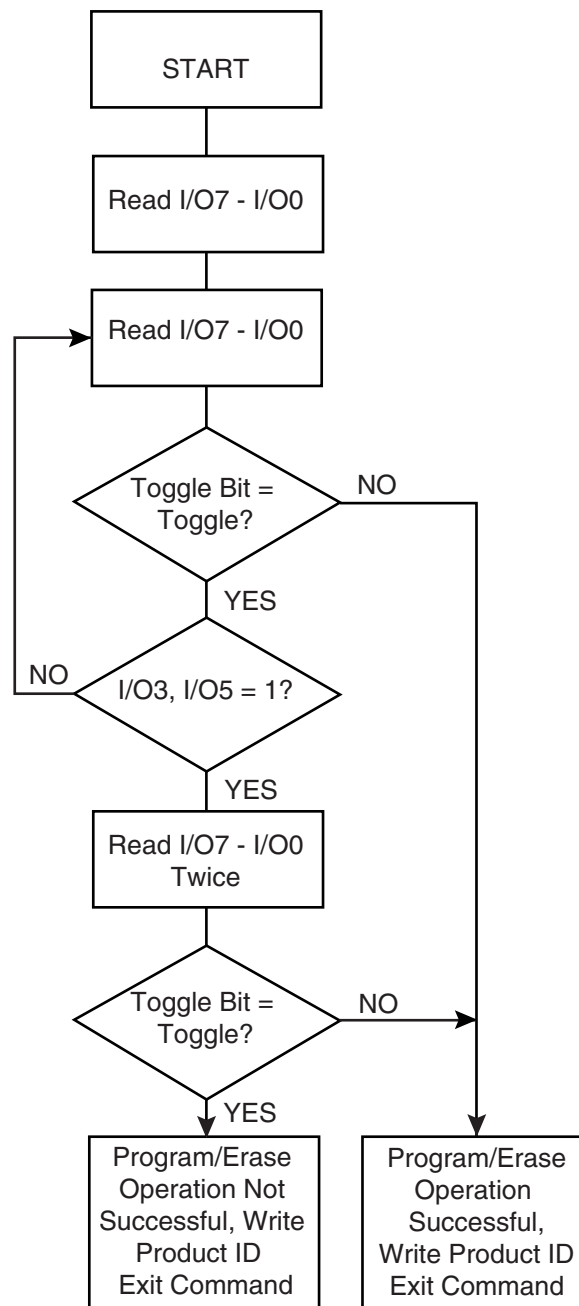 START
Read I/O7 - I/O0
Read I/O7 - I/O0
Toggle Bit =
Toggle?
NO
YES
NO
I/O3, I/O5 = 1?
YES
Read I/O7 - I/O0
Twice
Toggle Bit =
Toggle?
NO
YES
Program/Erase
Operation Not
Successful, Write
Product ID
Exit Command
Program/Erase
Operation
Successful,
Write Product ID
Exit Command